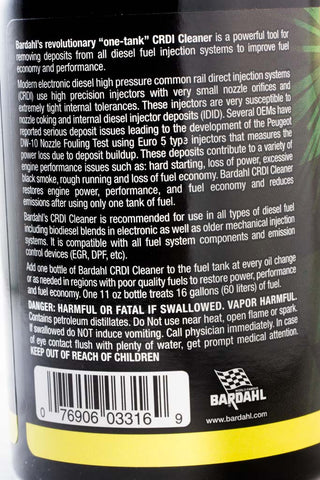 Bardahl's revolutionary "one-tank" CRDI Cleaner is a powerful tool for
removing deposits from all diesel fuel injection systems to improve fuel
economy and performance.
Modern electronic diesel high pressure common rail direct injection systems
(CRDI) use high precision injectors with very small nozzle orifices and
extremely tight internal tolerances. These injectors are very susceptible to
nozzle coking and internal diesel injector deposits (IDID). Several OEMs have
reported serious deposit issues leading to the development of the Peugeot
DW-10 Nozzle Fouling Test using Euro 5 type injectors that measures the
power loss due to deposit buildup. These deposits contribute to a variety of
engine performance issues such as: hard starting, loss of power, excessive
black smoke, rough running and loss of fuel economy. Bardahl CRDI Cleaner
restores engine power, performance, and fuel economy and reduces
emissions after using only one tank of fuel.
Bardahl's CRDI Cleaner is recommended for use in all types of diesel fuel
including biodiesel blends in electronic as well as older mechanical injection
systems. It is compatible with all fuel system components and emission
control devices (EGR, DPF, etc).
Add one bottle of Bardahl CRDI Cleaner to the fuel tank at every oil change
or as needed in regions with poor quality fuels to restore power, performance
and fuel economy. One 11 oz bottle treats 16 gallons (60 liters) of fuel.
DANGER: HARMFUL OR FATAL IF SWALLOWED. VAPOR HARMFUL.
Contains petroleum distillates. Do Not use near heat, open flame or spark.
If swallowed do NOT induce vomiting. Call physician immediately. In case
of eye contact flush with plenty of water, get prompt medical attention.
KEEP OUT OF REACH OF CHILDREN
0 76906 03316 9
BARDAHL
www.bardahl.com